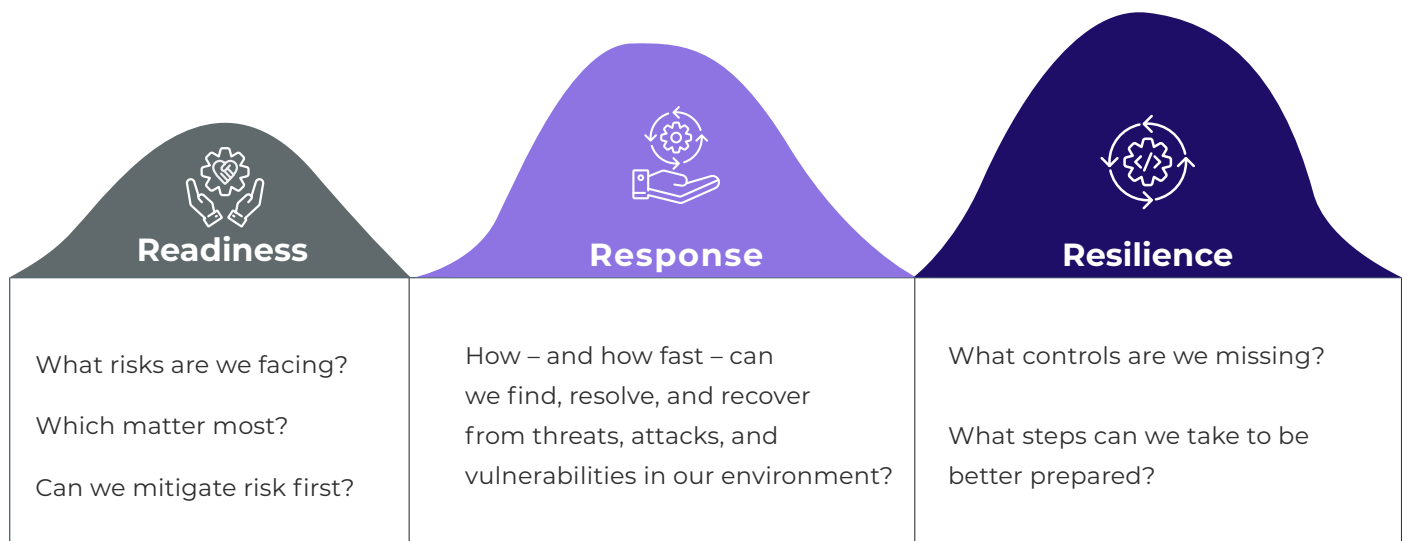 Readiness
What risks are we facing?
Which matter most?
Can we mitigate risk first?
Response
How – and how fast – can
we find, resolve, and recover
from threats, attacks, and
vulnerabilities in our environment?
Resilience
What controls are we missing?
What steps can we take to be
better prepared?